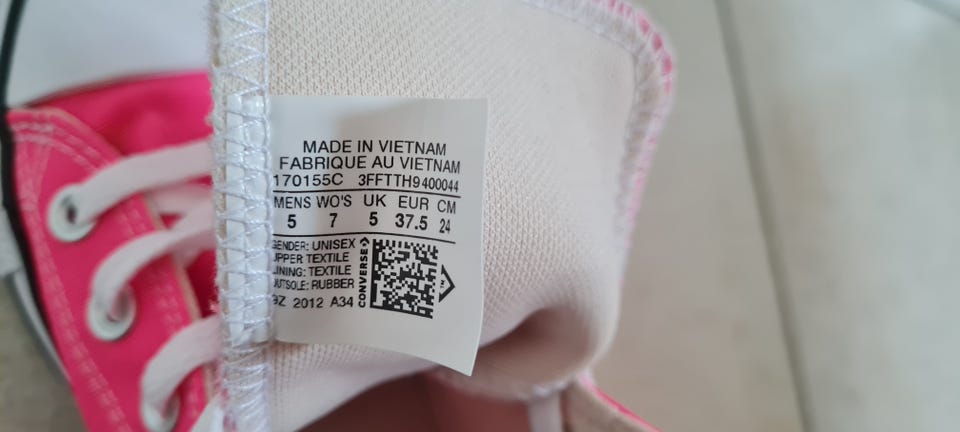 MADE IN VIETNAM
FABRIQUE AU VIETNAM
170155C 3FFTTH9400044
MENS WO'S UK EUR CM
5 7 5 37.5 24
GENDER: UNISEX
UPPER TEXTILE
LINING: TEXTILE
OUTSOLE: RUBBER
2012 A34
CONVERSE
TM